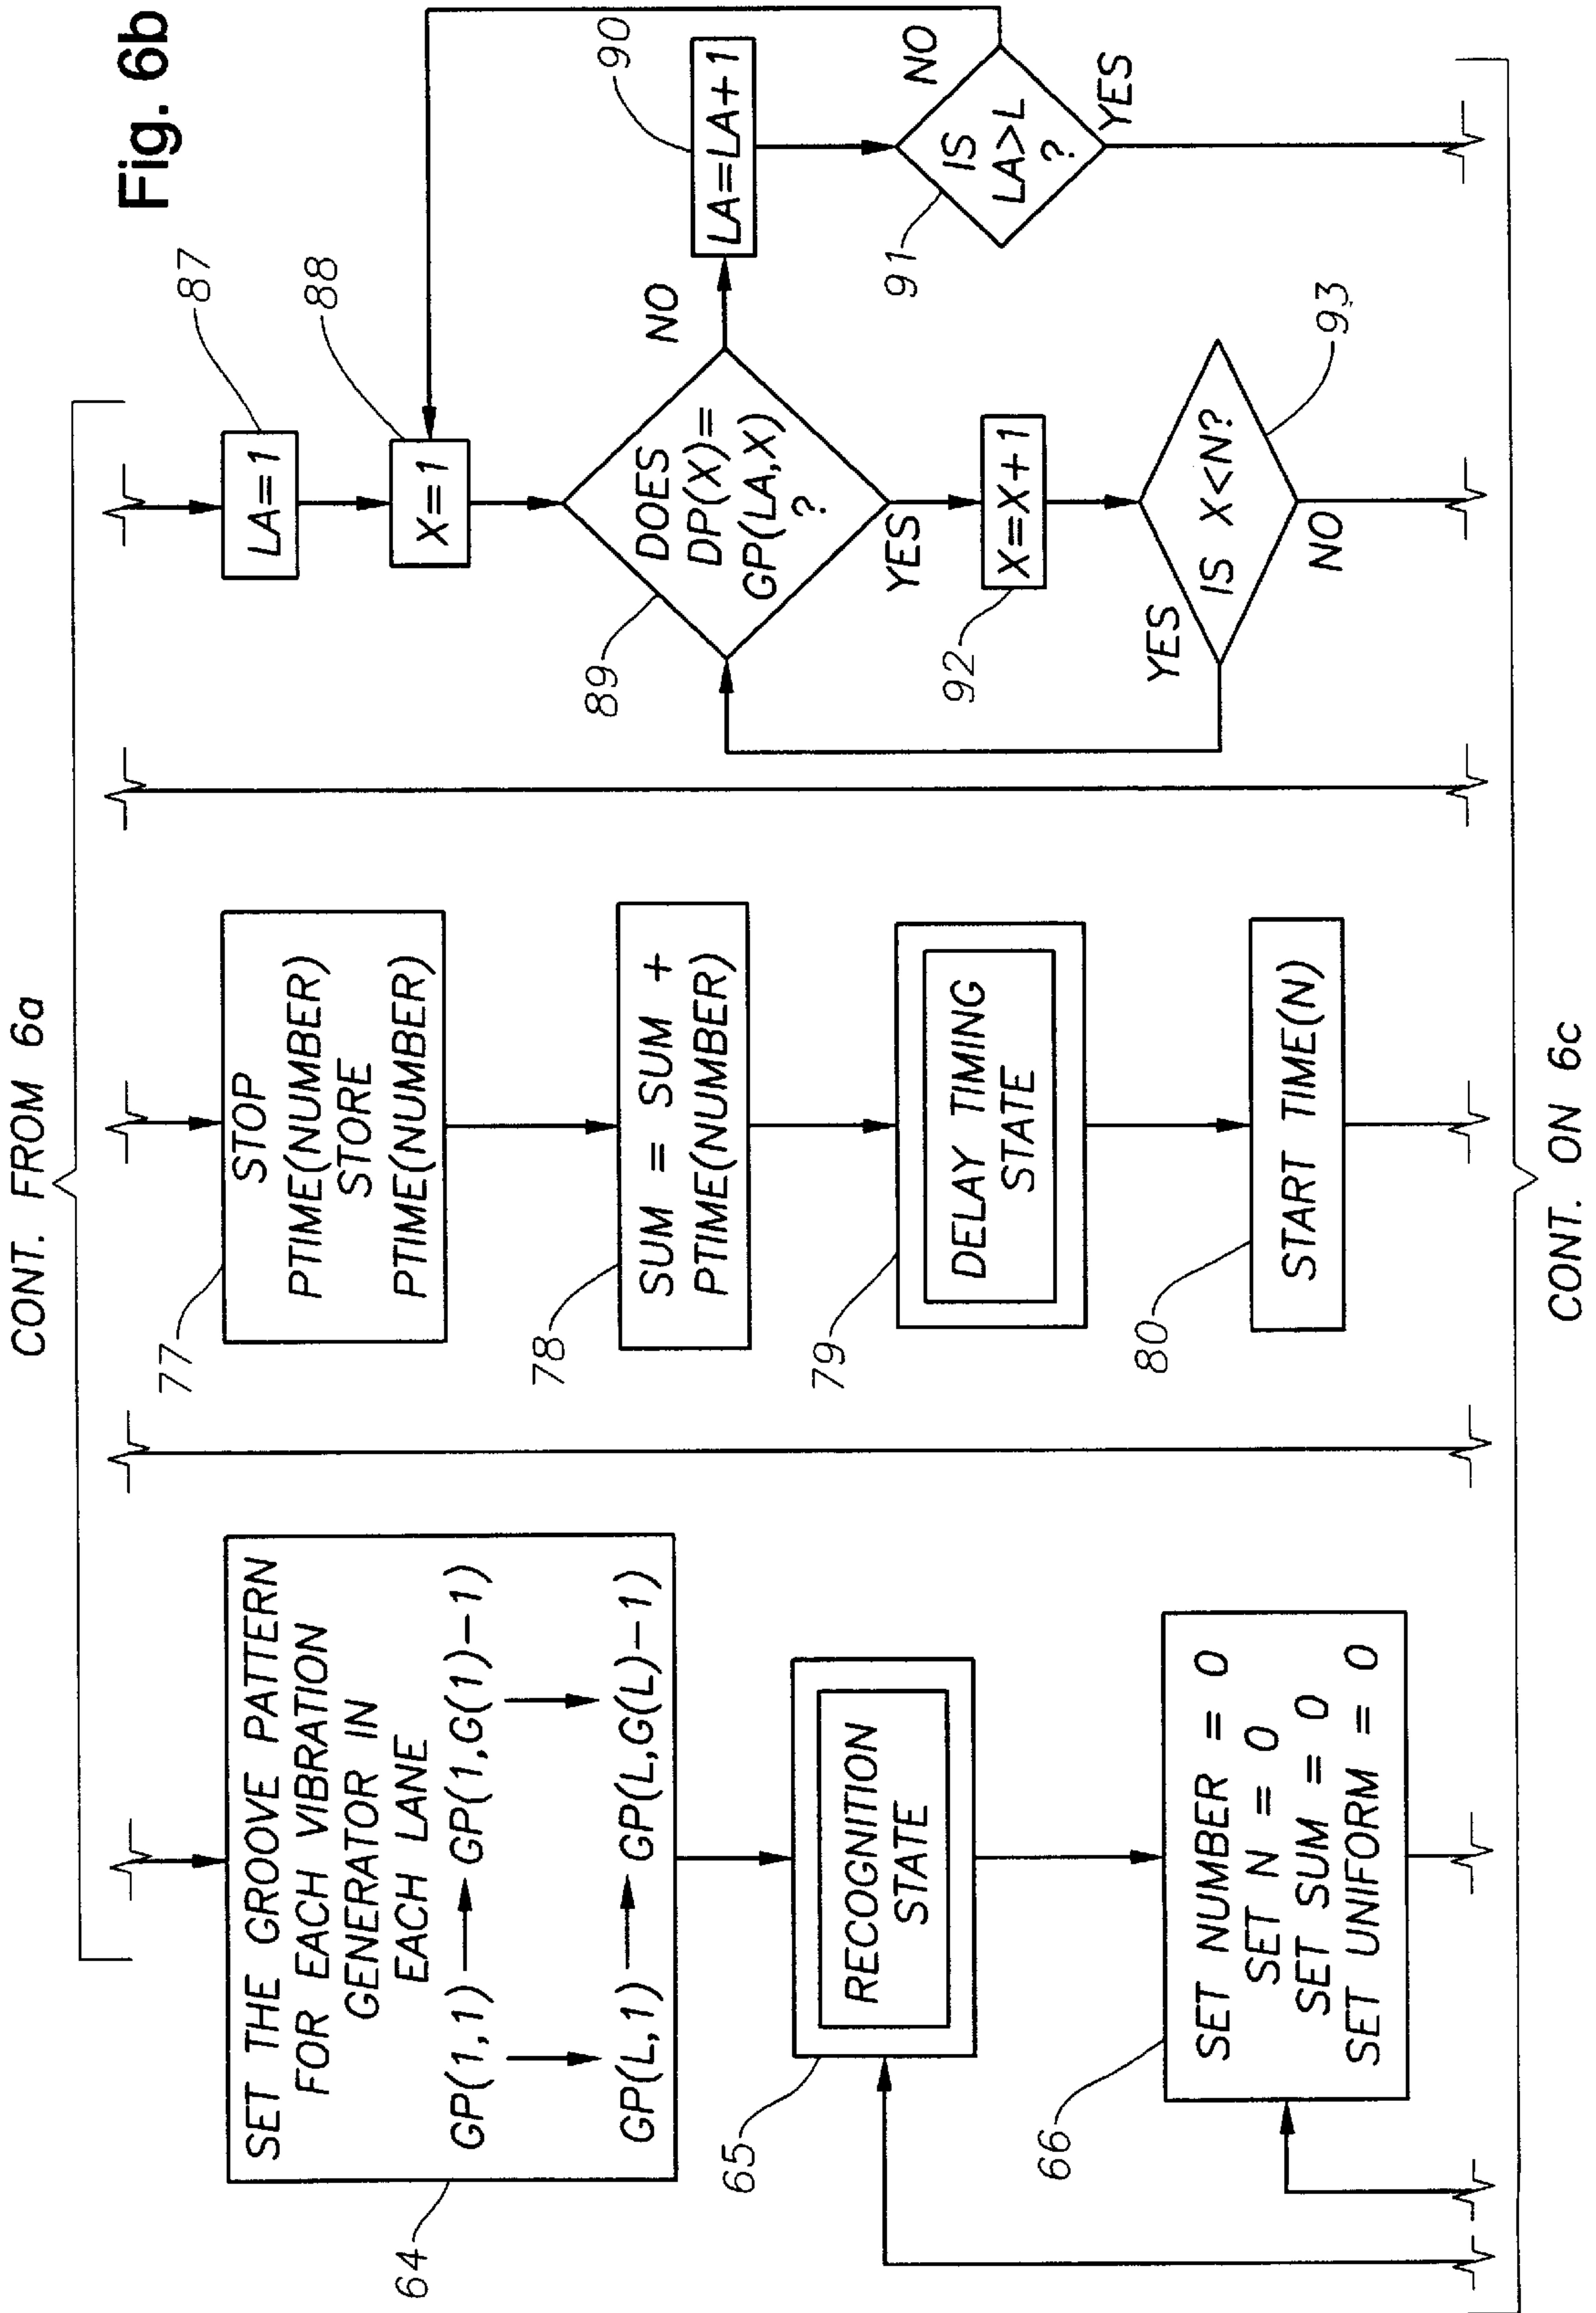 Fig. 6b
CONT. FROM 6a
64
SET THE GROOVE PATTERN
FOR EACH VIBRATION
GENERATOR IN
EACH LANE
GP(1,1) GP(1,G(1)-1)
GP(L,1) GP(L,G(L)-1)
65
RECOGNITION
STATE
66
SET NUMBER = 0
SET N = 0
SET SUM = 0
SET UNIFORM = 0
77
STOP
PTIME(NUMBER)
STORE
PTIME(NUMBER)
78
SUM = SUM +
PTIME(NUMBER)
79
DELAY TIMING
STATE
80
START TIME(N)
87
LA=1
88
X=1
89
DOES
DP(X)=
GP(LA,X)
?
NO
YES
90
LA=LA+1
91
IS
LA>L
?
NO
YES
92
X=X+1
93
IS X<N?
YES
NO
CONT. ON 6c